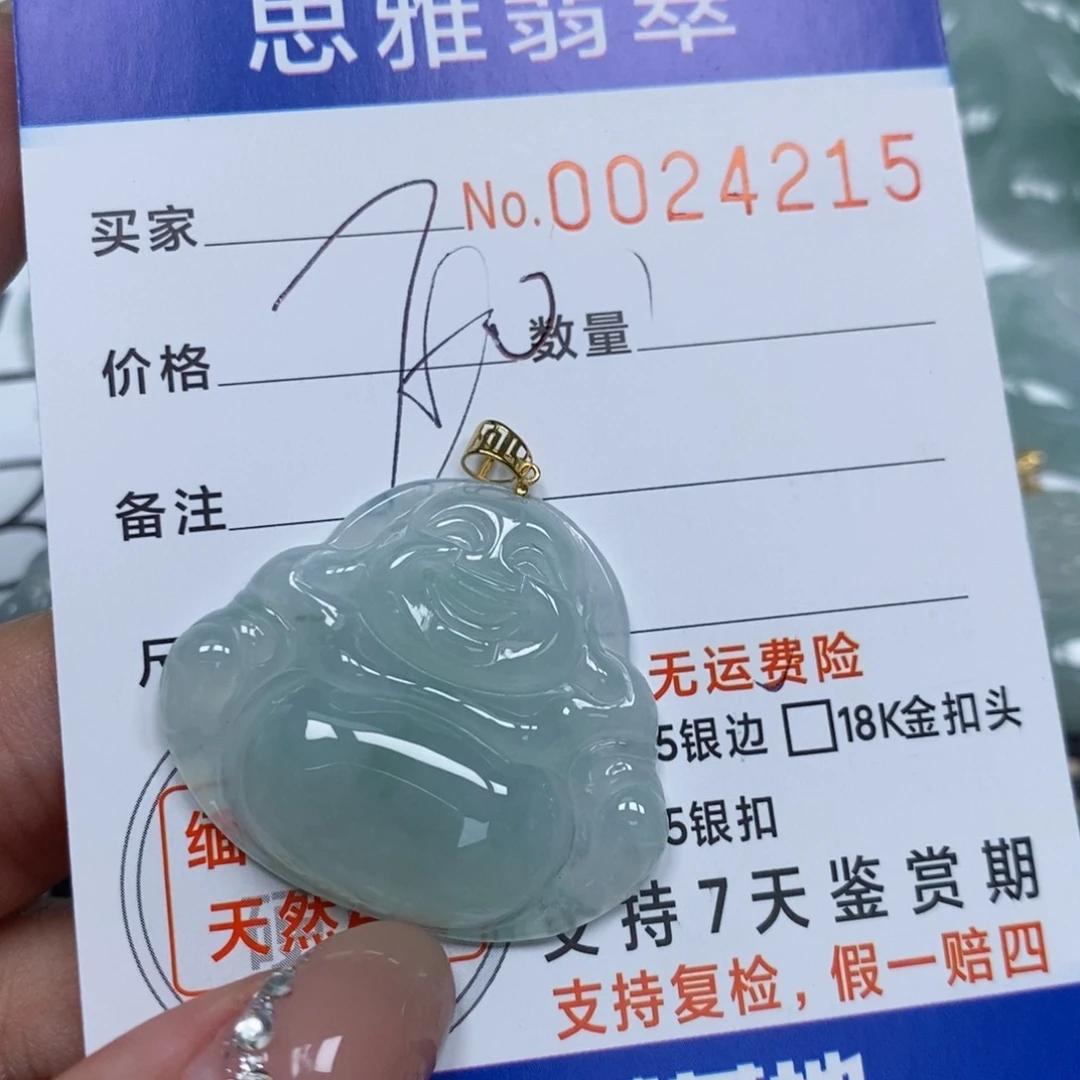 思雅翡翠
买家 No.0024215
价格 数量
备注
尺
无运费险
5银边 □18K金扣头
5银扣
缅
天然
支持7天鉴赏期
支持复检，假一赔四